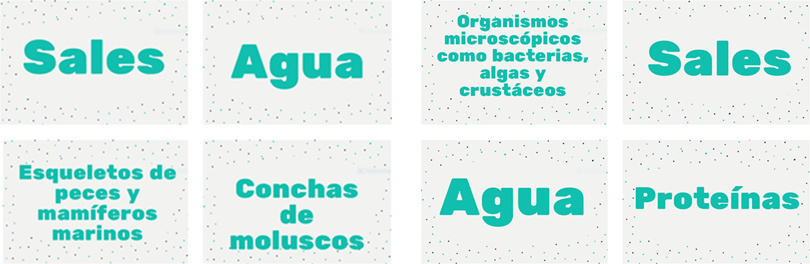 Sales
Agua
Organismos
microscópicos
como bacterias,
algas y
crustáceos
Sales
Esqueletos de
peces y
mamíferos
marinos
Conchas
de
moluscos
Agua
Proteínas